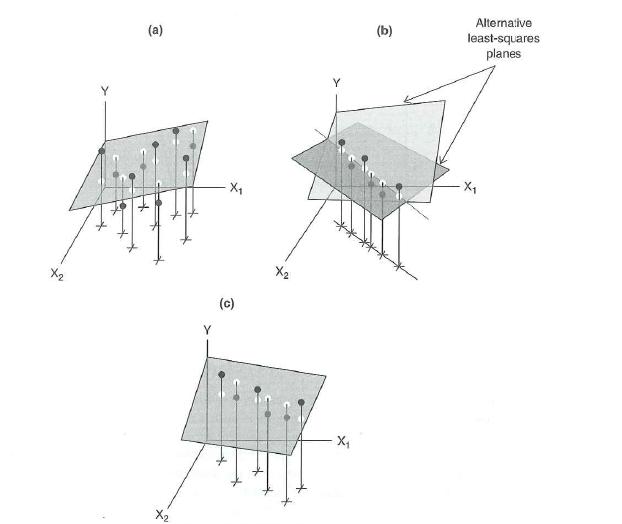 (a)
Y
X1
X2
(b)
Alternative
least-squares
planes
Y
X1
X2
(c)
Y
X1
X2